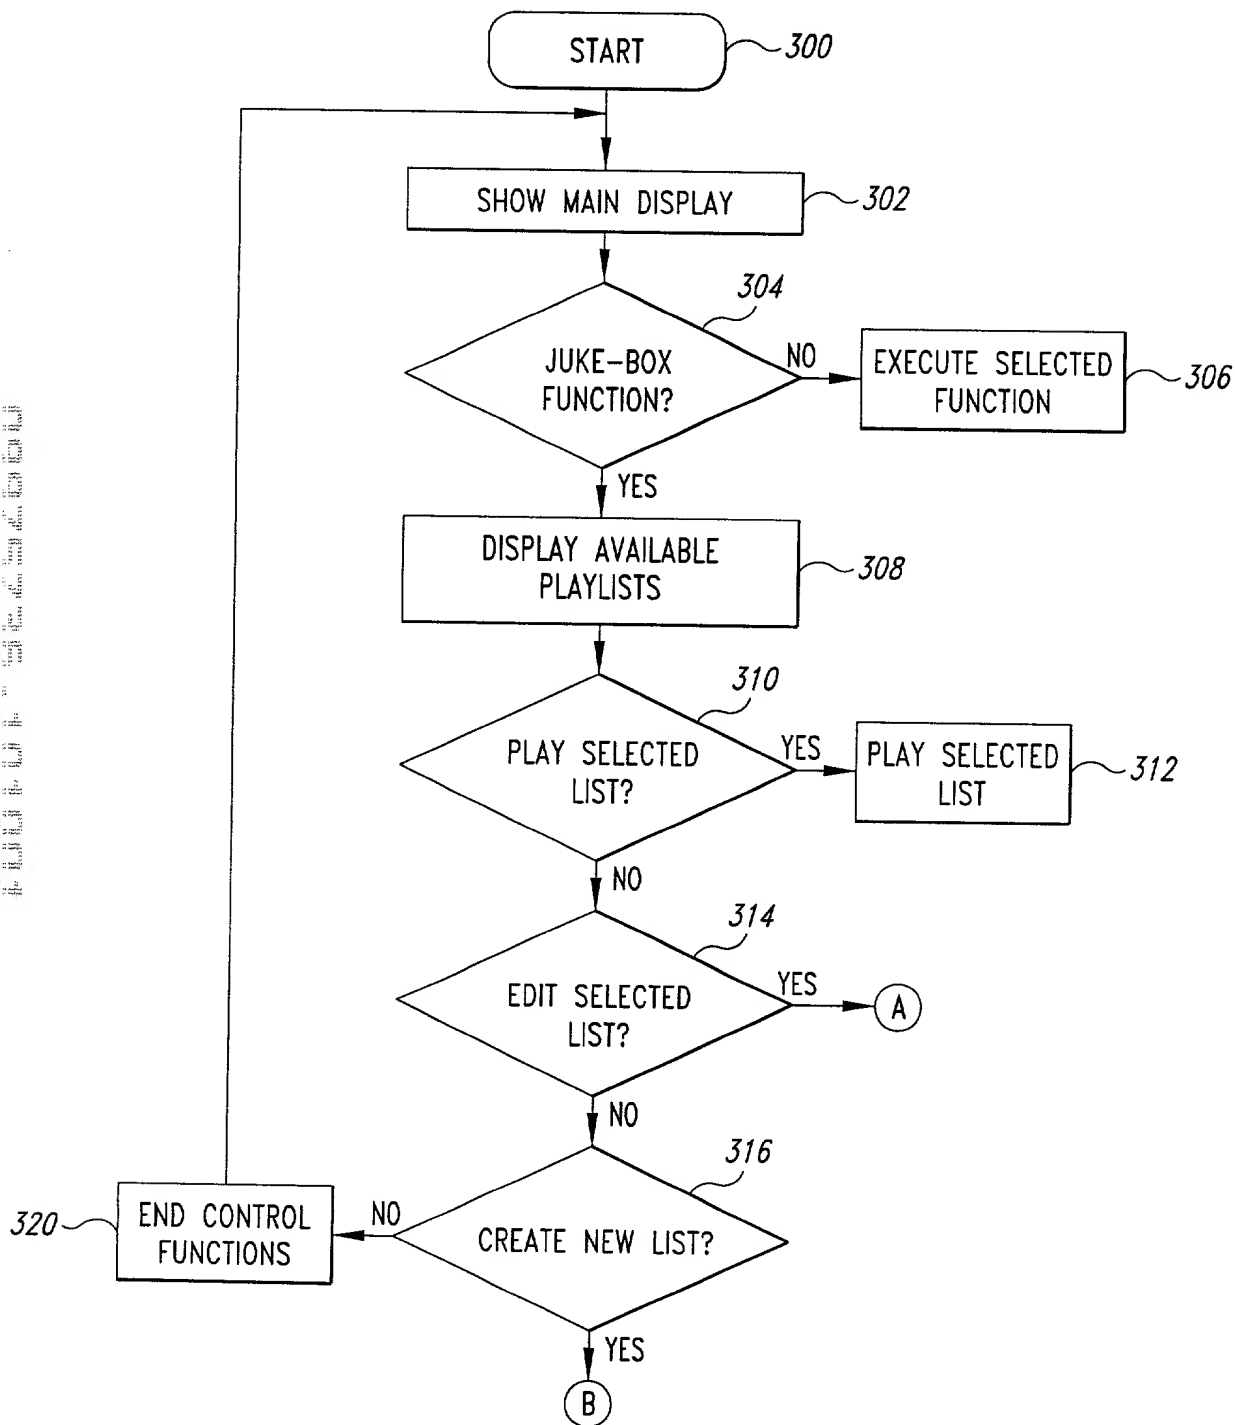 START
300
SHOW MAIN DISPLAY
302
304
JUKE-BOX
FUNCTION?
NO
EXECUTE SELECTED
FUNCTION
306
YES
DISPLAY AVAILABLE
PLAYLISTS
308
310
PLAY SELECTED
LIST?
YES
PLAY SELECTED
LIST
312
NO
314
EDIT SELECTED
LIST?
YES
A
NO
316
CREATE NEW LIST?
NO
END CONTROL
FUNCTIONS
320
YES
B